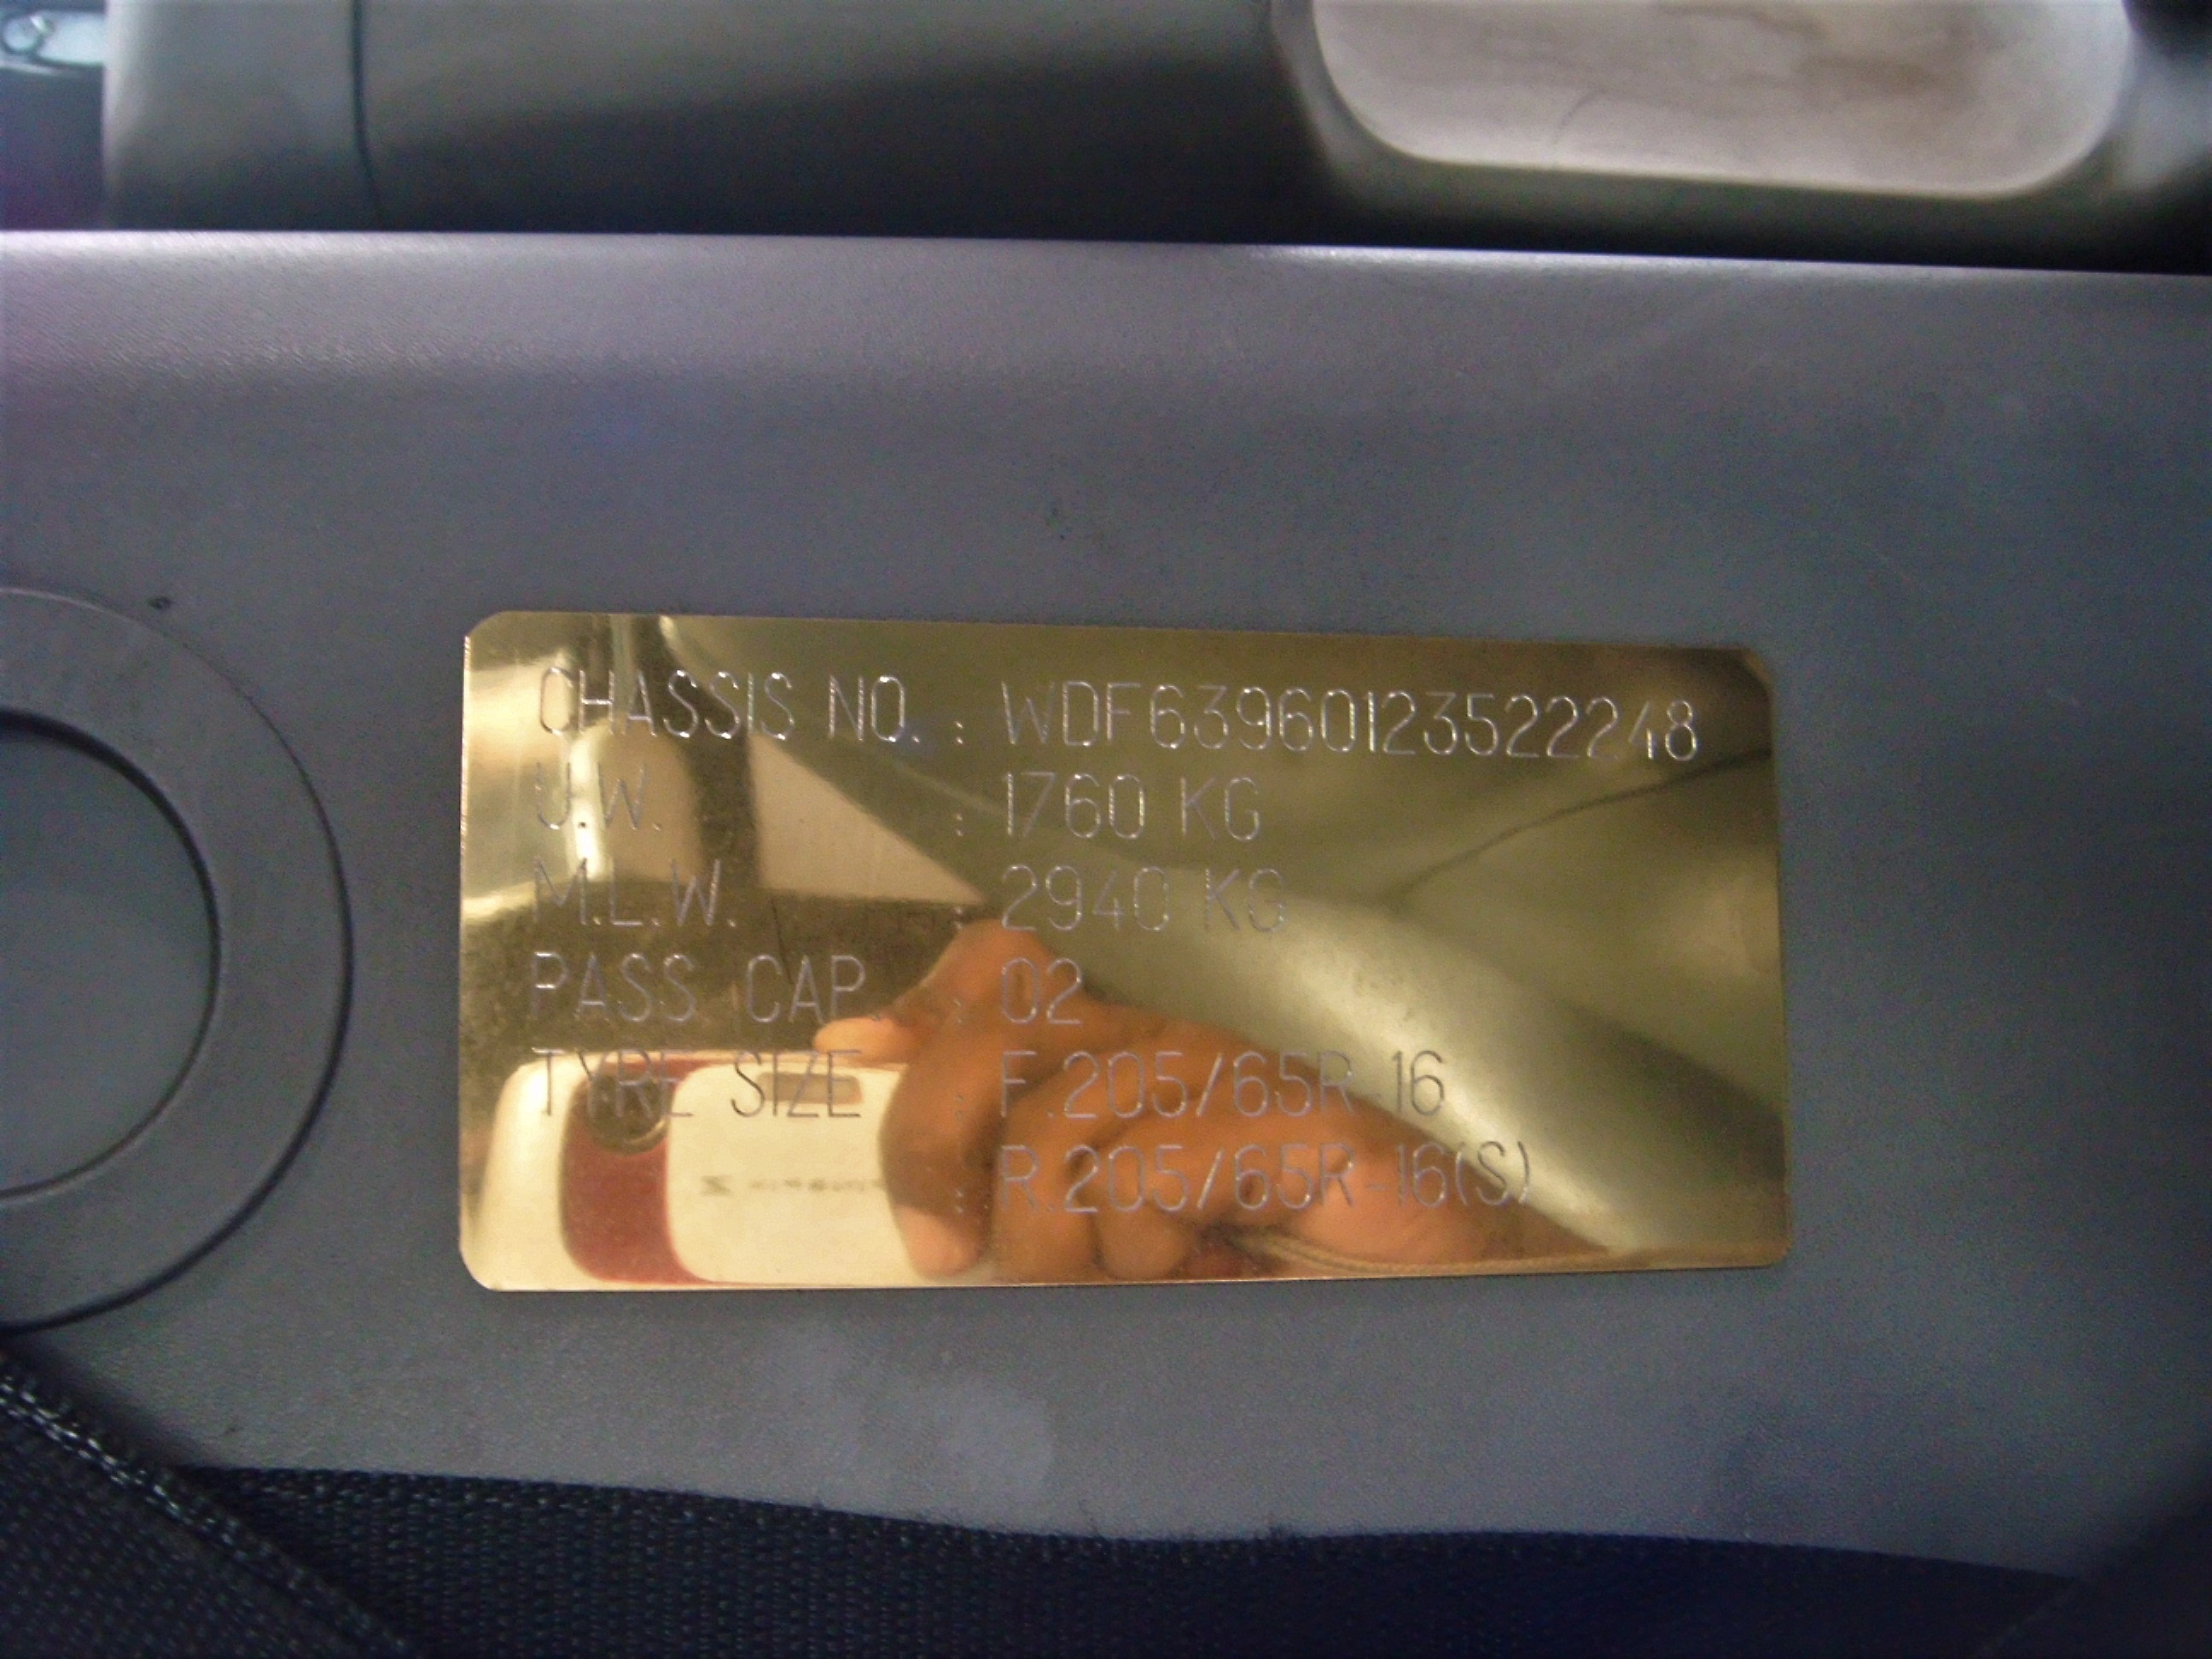 CHASSIS NO. : WDF63960123522248
U.W. : 1760 KG
M.L.W. : 2940 KG
PASS. CAP. : 02
TYRE SIZE : F.205/65R-16
: R.205/65R-16(S)